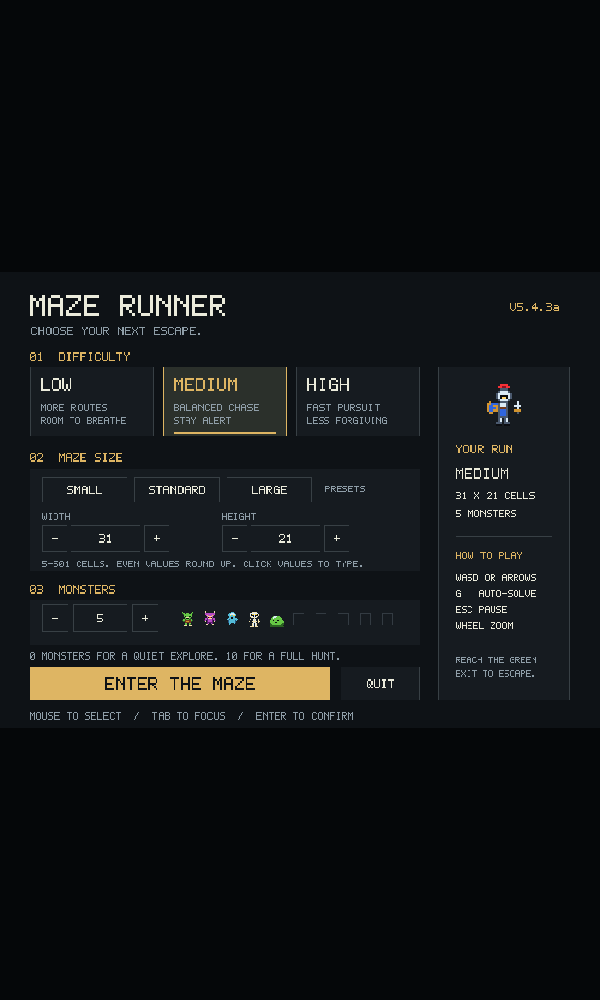 MAZE RUNNER
V5.4.3a
CHOOSE YOUR NEXT ESCAPE.
01 DIFFICULTY
LOW
MORE ROUTES
ROOM TO BREATHE
MEDIUM
BALANCED CHASE
STAY ALERT
HIGH
FAST PURSUIT
LESS FORGIVING
02 MAZE SIZE
SMALL
STANDARD
LARGE
PRESETS
WIDTH
HEIGHT
- 31 +
- 21 +
5-501 CELLS. EVEN VALUES ROUND UP. CLICK VALUES TO TYPE.
03 MONSTERS
- 5 +
0 MONSTERS FOR A QUIET EXPLORE. 10 FOR A FULL HUNT.
ENTER THE MAZE
QUIT
MOUSE TO SELECT / TAB TO FOCUS / ENTER TO CONFIRM
YOUR RUN
MEDIUM
31 X 21 CELLS
5 MONSTERS
HOW TO PLAY
WASD OR ARROWS
G AUTO-SOLVE
ESC PAUSE
WHEEL ZOOM
REACH THE GREEN
EXIT TO ESCAPE.